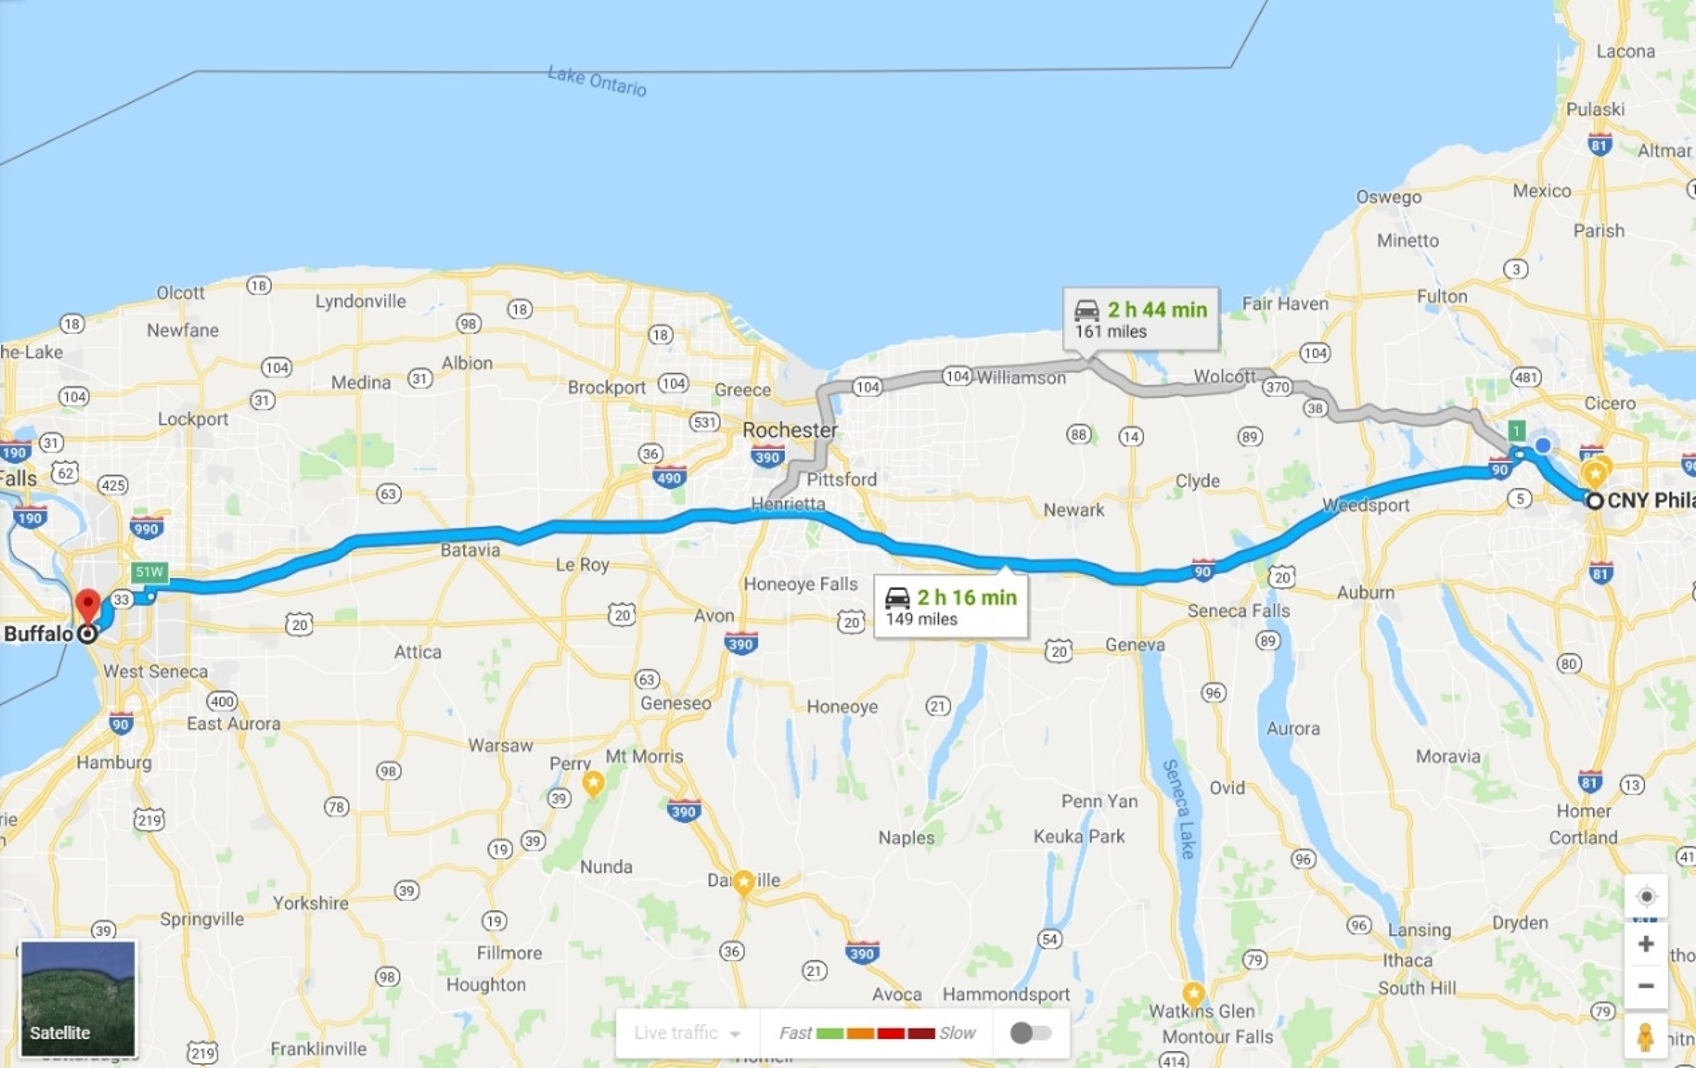 Lake Ontario
Lacona
Pulaski
81
Altmar
Oswego
Mexico
Minetto
Parish
3
Olcott
18
Lyndonville
18
Fair Haven
Fulton
2 h 44 min
161 miles
18
Newfane
98
18
he-Lake
104
Albion
104
Medina
31
Brockport
104
Greece
104
104
Williamson
Wolcott
370
481
104
31
Lockport
531
Rochester
38
Cicero
190
31
36
390
88
14
89
1
62
Falls
425
490
Pittsford
Clyde
90
63
Henrietta
Newark
Weedsport
5
CNY Phila
190
990
Batavia
Le Roy
Honeoye Falls
90
20
81
51W
33
2 h 16 min
149 miles
Auburn
Buffalo
20
20
Avon
20
Seneca Falls
390
20
Geneva
89
West Seneca
Attica
63
80
400
Geneseo
Honeoye
21
96
90
East Aurora
Warsaw
Aurora
Hamburg
98
Perry
Mt Morris
Moravia
39
Seneca Lake
Ovid
81
13
78
390
Penn Yan
Homer
219
39
Naples
Keuka Park
Cortland
19
Nunda
96
41
39
Danville
Yorkshire
Springville
19
96
Dryden
39
Fillmore
36
54
Lansing
390
79
Ithaca
98
Houghton
21
Avoca
Hammondsport
South Hill
Watkins Glen
79
Satellite
Live traffic
Fast
Slow
Montour Falls
219
Franklinville
414